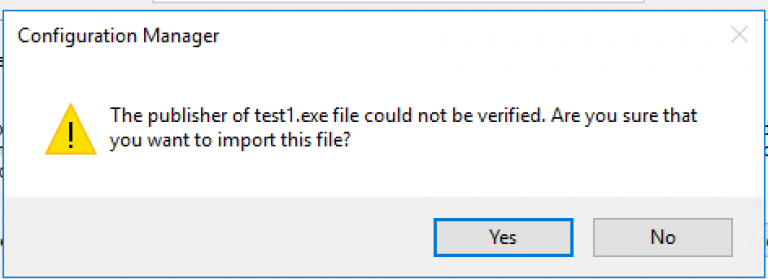 Configuration Manager
The publisher of test1.exe file could not be verified. Are you sure that
you want to import this file?
Yes
No